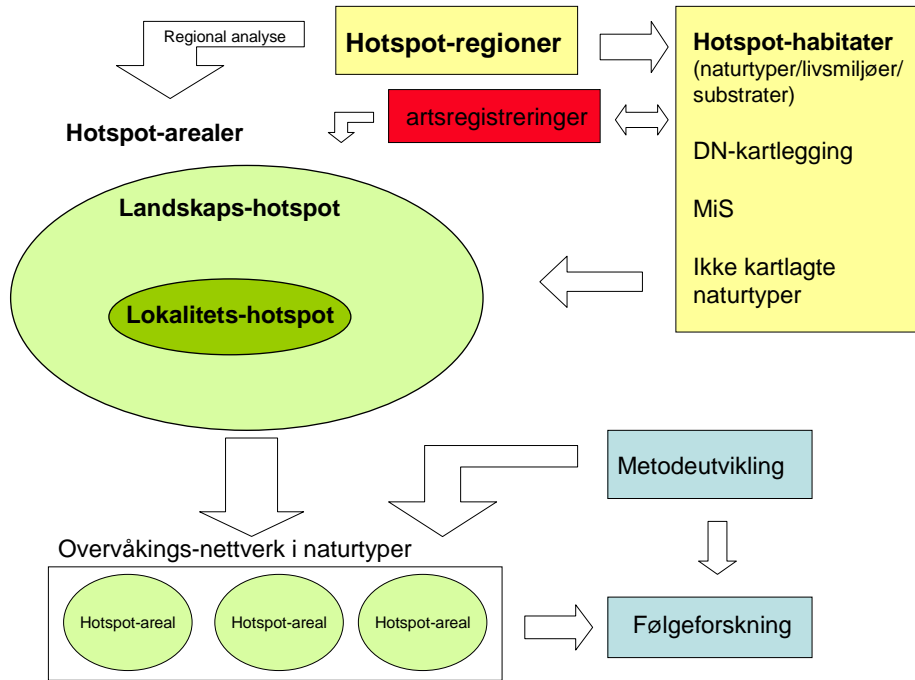 Regional analyse
Hotspot-regioner
Hotspot-habitater
(naturtyper/livsmiljøer/
substrater)
DN-kartlegging
MiS
Ikke kartlagte
naturtyper
artsregistreringer
Hotspot-arealer
Landskaps-hotspot
Lokalitets-hotspot
Metodeutvikling
Overvåkings-nettverk i naturtyper
Hotspot-areal
Hotspot-areal
Hotspot-areal
Følgeforskning